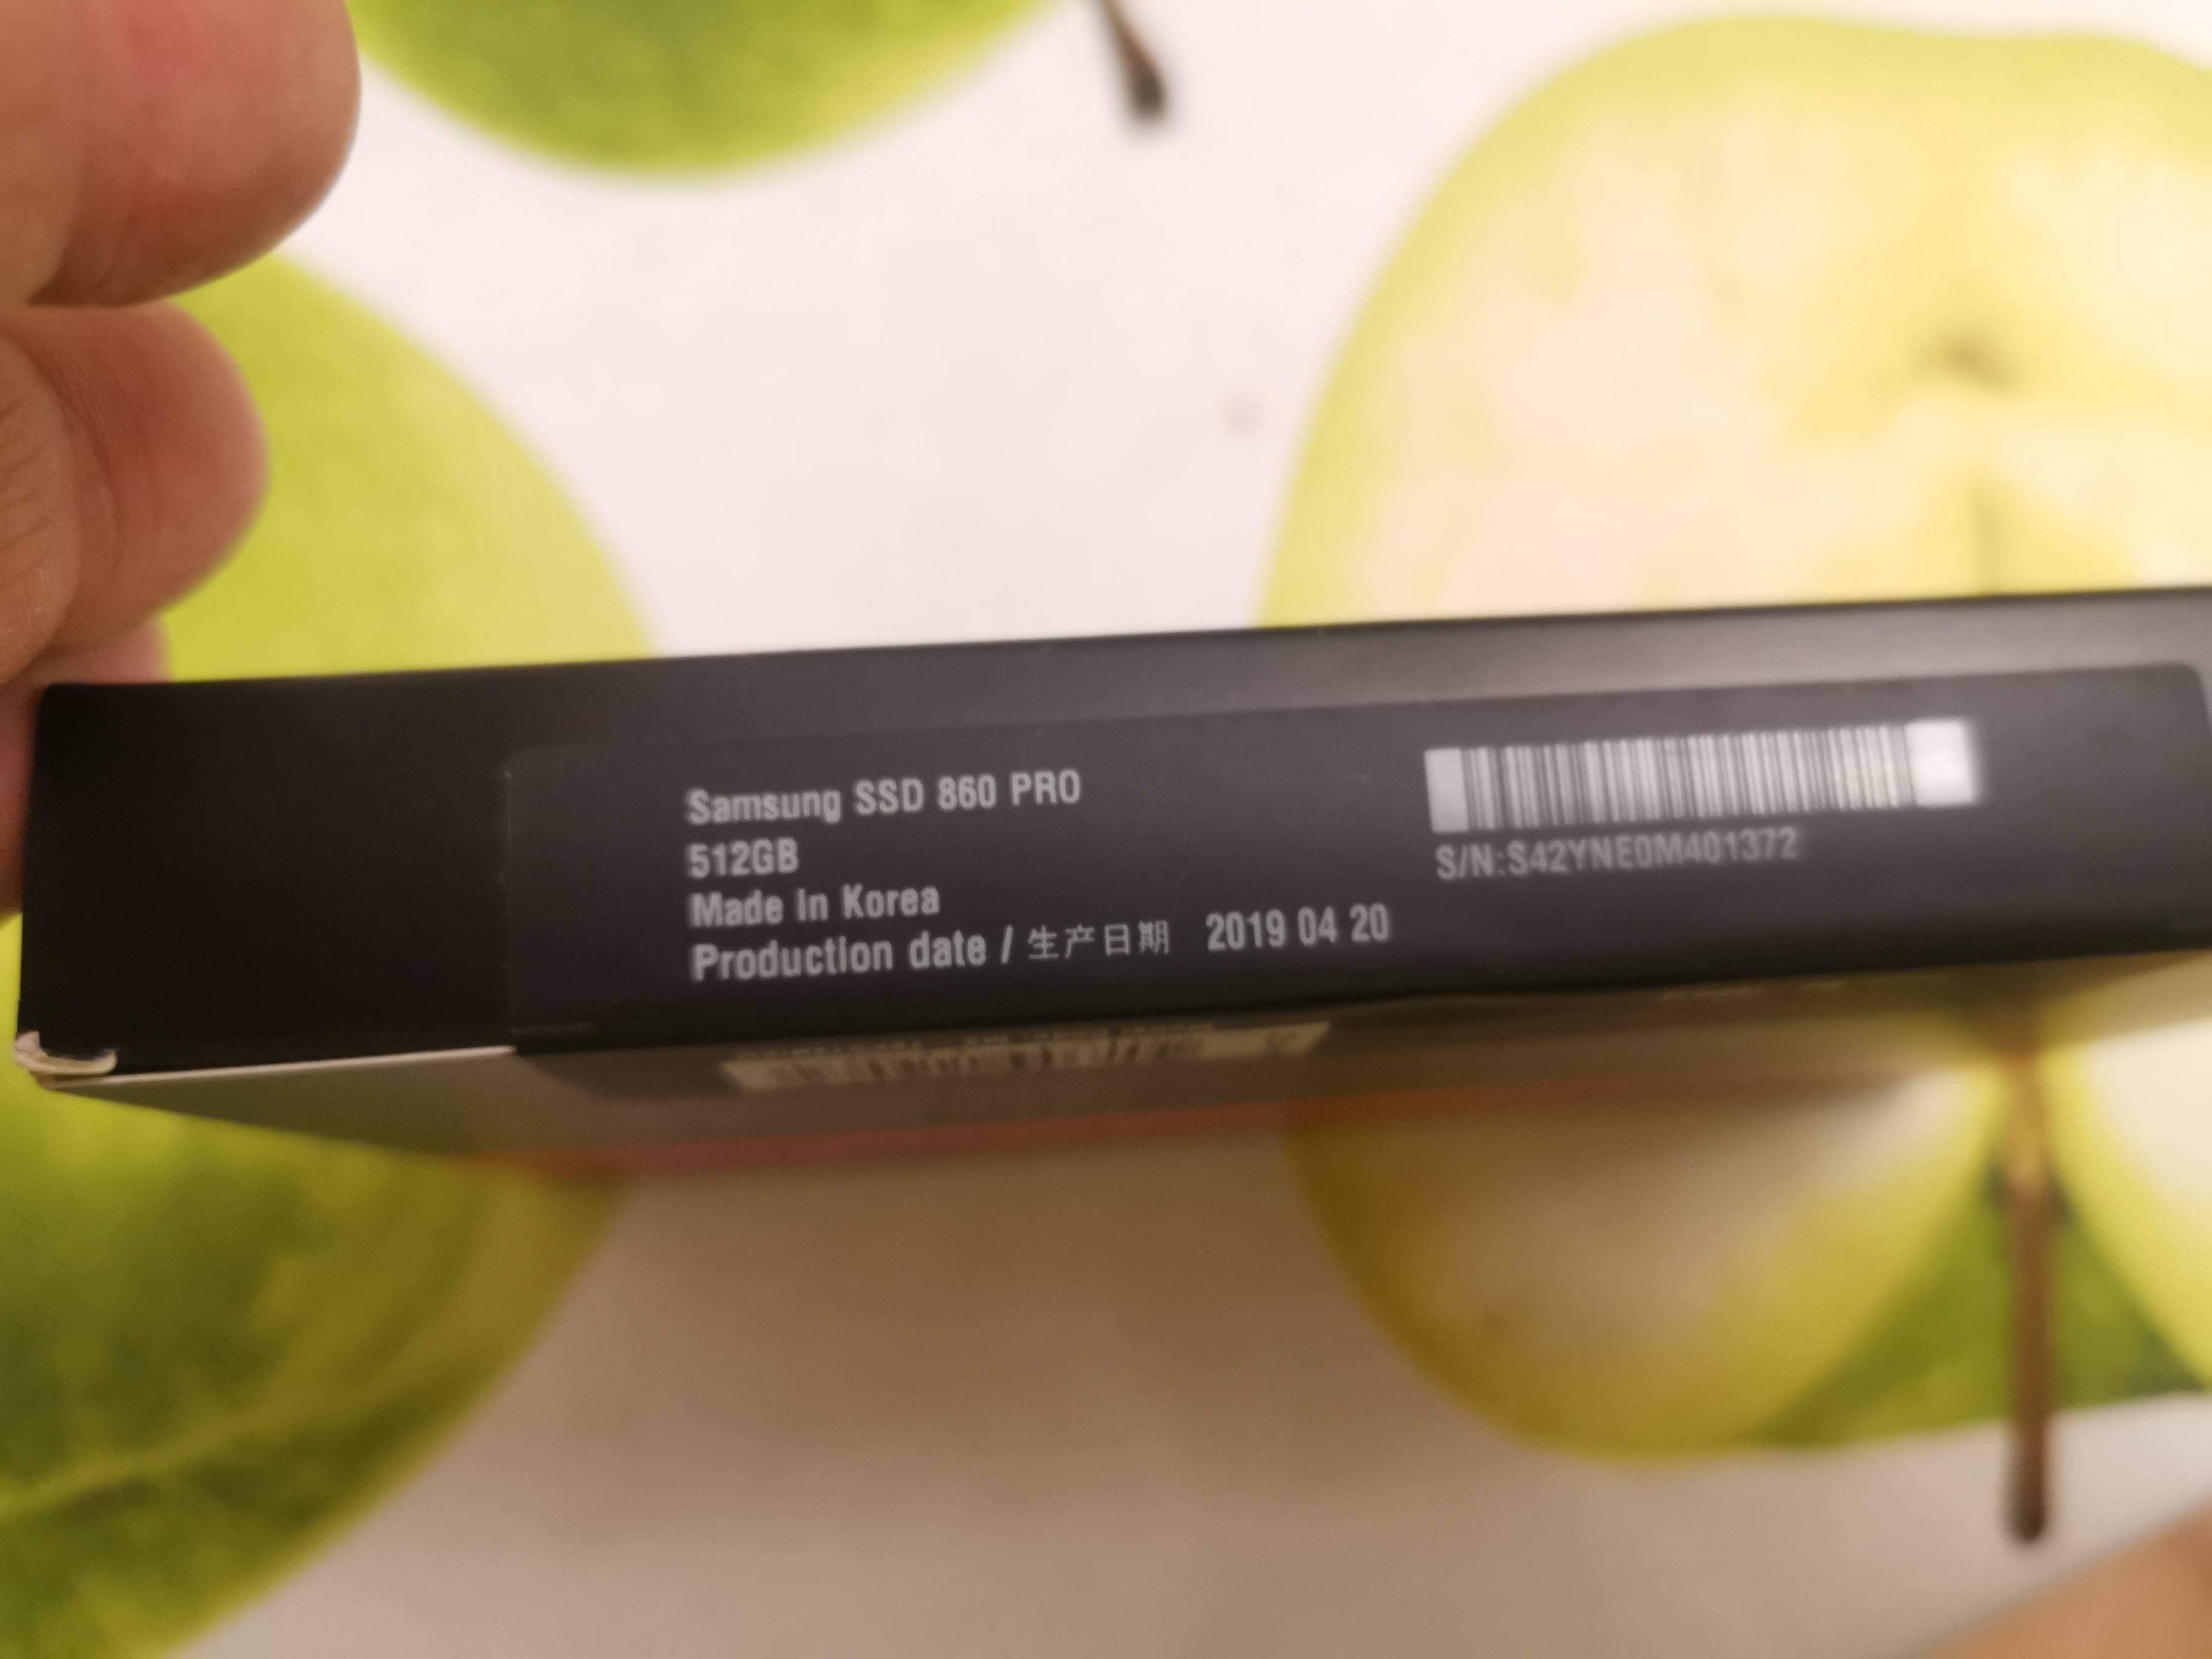 Samsung SSD 860 PRO
512GB
Made in Korea
Production date / 生产日期 2019 04 20
S/N:S42YNE0M401372